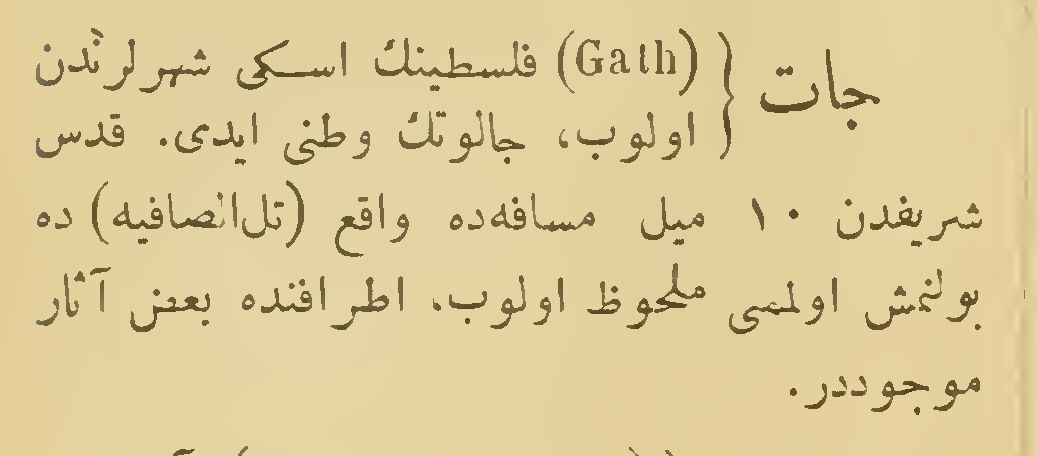 جات { (Gath) فلسطينك اسكی شهرلرندن
اولوب، جالوتك وطنی ایدی. قدس
شریفدن ۱۰ میل مسافه‌ده واقع (تل‌الصافیه) ده
بولنمش اولمسی ملحوظ اولوب، اطرافنده بعض آثار
موجوددر.